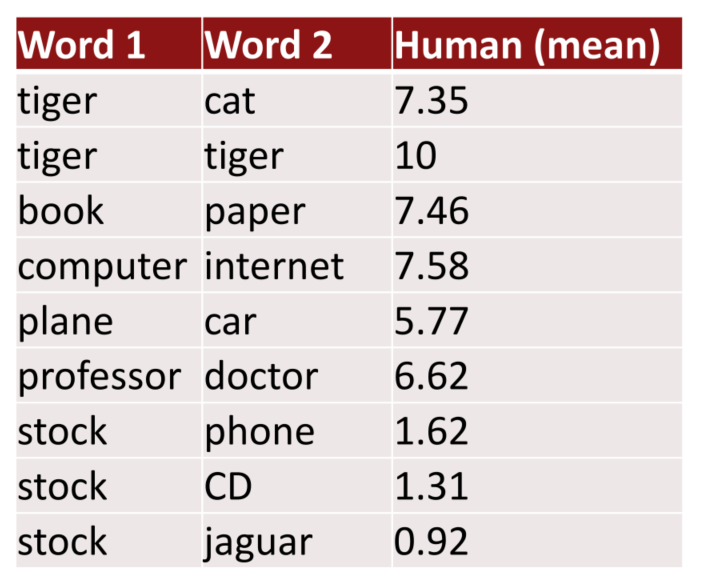 Word 1 Word 2 Human (mean)
tiger cat 7.35
tiger tiger 10
book paper 7.46
computer internet 7.58
plane car 5.77
professor doctor 6.62
stock phone 1.62
stock CD 1.31
stock jaguar 0.92